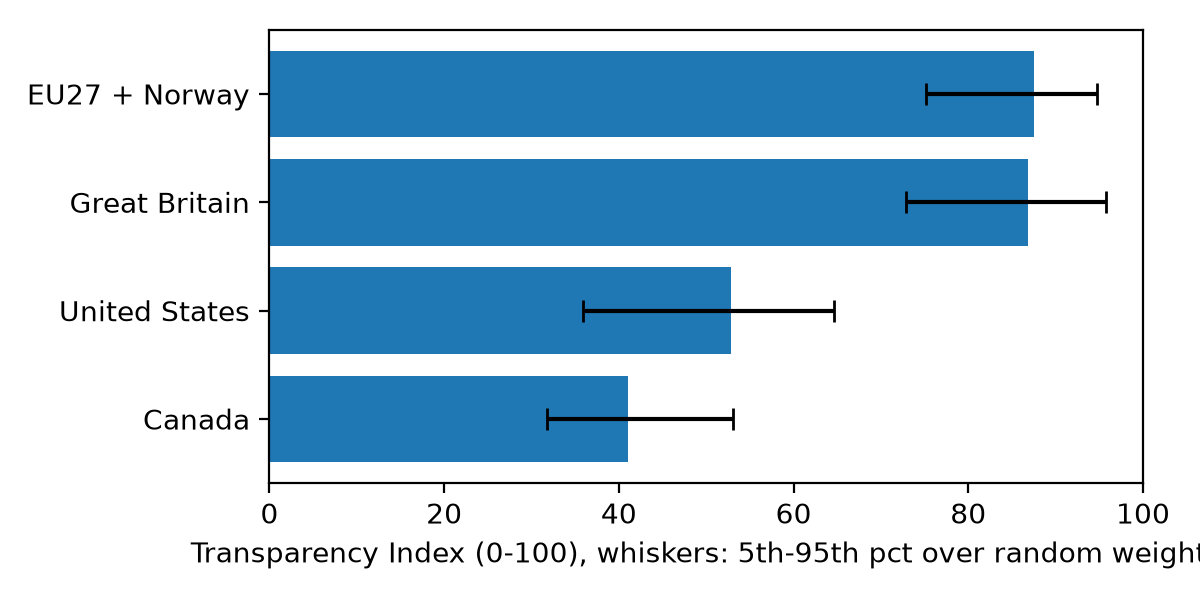 EU27 + Norway
Great Britain
United States
Canada
0 20 40 60 80 100
Transparency Index (0-100), whiskers: 5th-95th pct over random weight